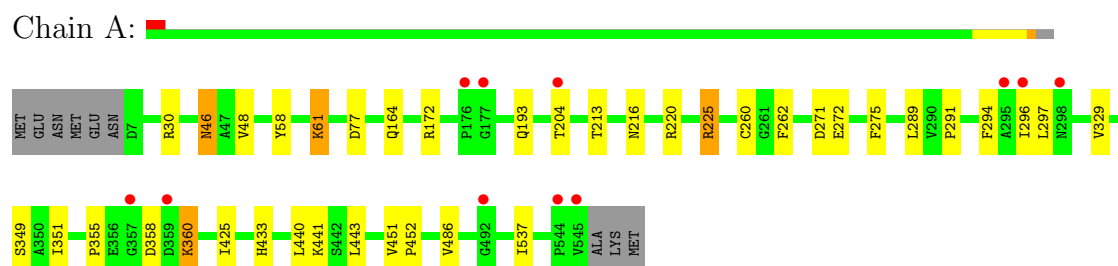 Chain A:
MET GLU ASN MET GLU ASN D7 R30 N46 A47 V48 Y58 K61 D77 Q164 R172 P176 G177 Q193 T204 T213 N216 R220 R225 C260 G261 F262 D271 E272 F275 L289 V290 P291 F294 A295 I296 L297 N298 V329
S349 A350 I351 P355 E356 G357 D358 D359 K360 I425 H433 L440 K441 S442 L443 V451 P452 V486 G492 I537 P544 V545 ALA LYS MET